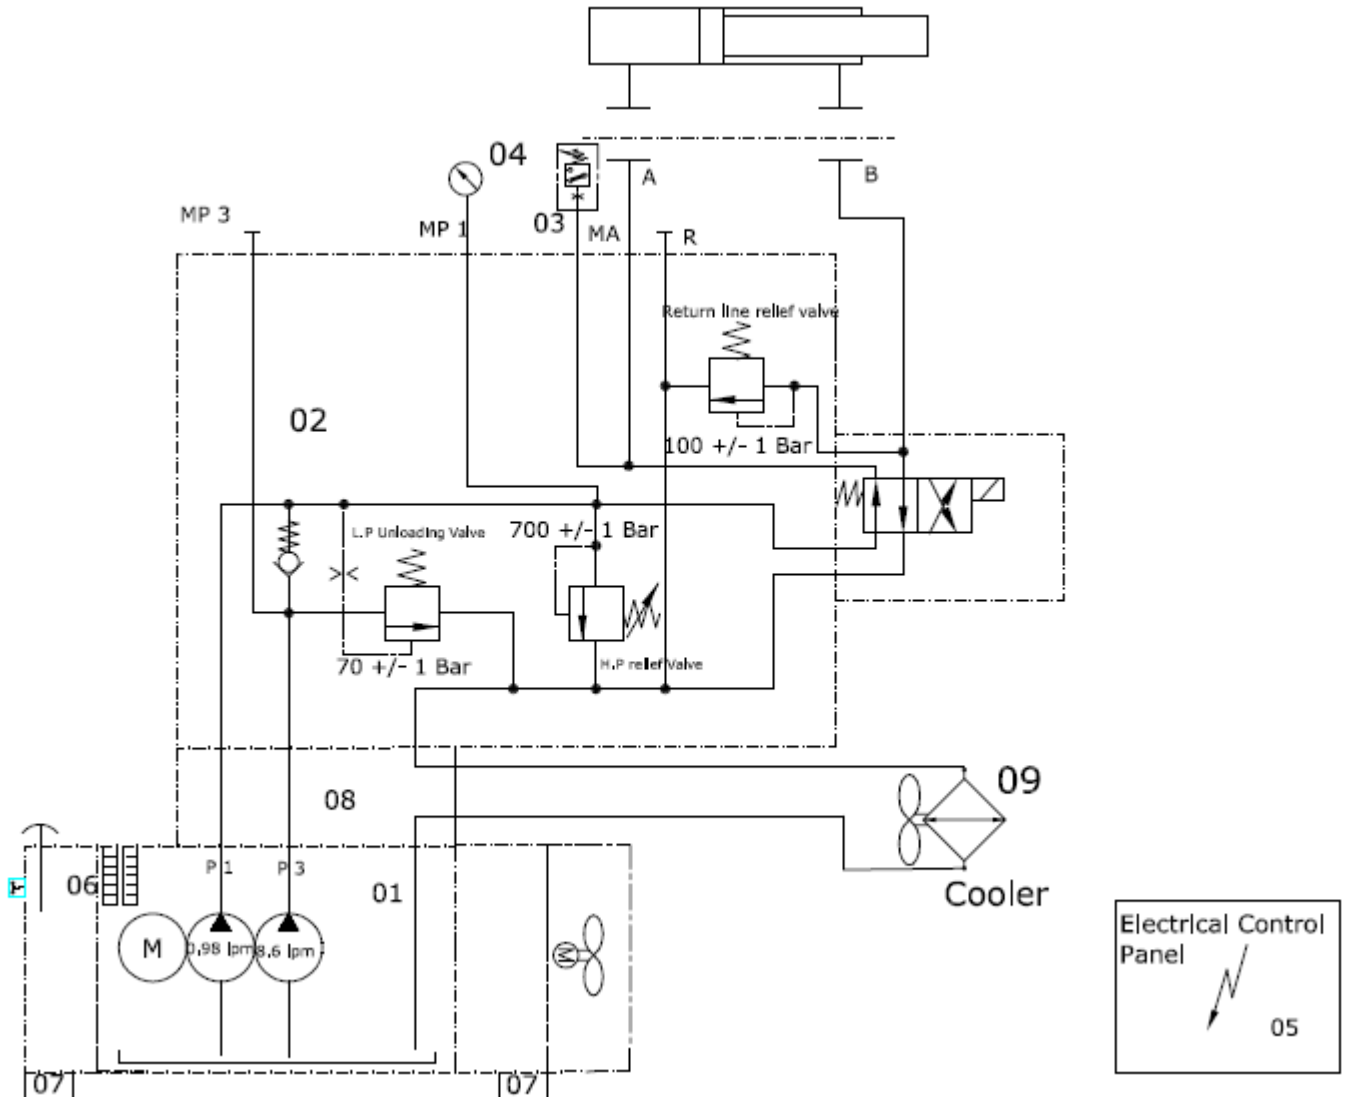 04
A
B
MP 3
MP 1
03
MA
R
Return line relief valve
02
100 +/- 1 Bar
700 +/- 1 Bar
L.P Unloading Valve
70 +/- 1 Bar
H.P relief Valve
08
09
06
P 1
P 3
01
Cooler
M
0.98 lpm
8.6 lpm
M
Electrical Control
Panel
05
07
07